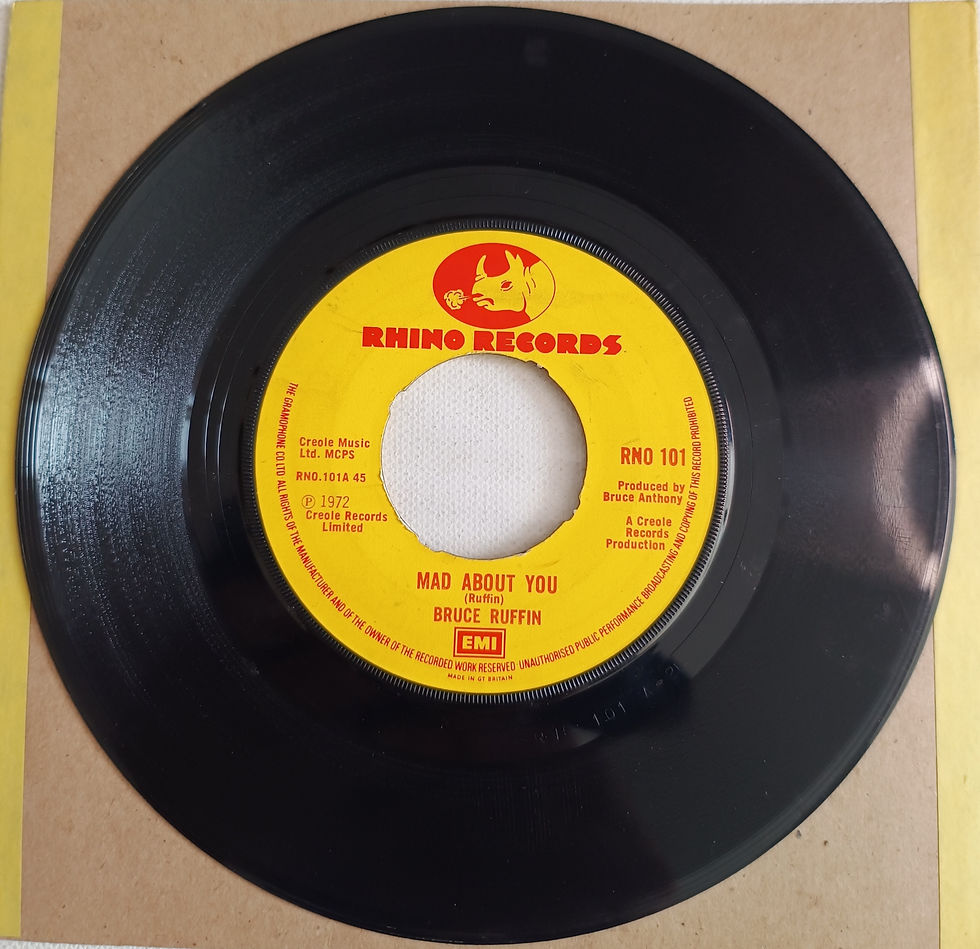 RHINO RECORDS
Creole Music
Ltd. MCPS
RNO.101A 45
℗ 1972
Creole Records
Limited
RNO 101
Produced by
Bruce Anthony
A Creole
Records
Production
MAD ABOUT YOU
(Ruffin)
BRUCE RUFFIN
EMI
THE GRAMOPHONE CO.LTD. ALL RIGHTS OF THE MANUFACTURER AND OF THE OWNER OF THE RECORDED WORK RESERVED·UNAUTHORISED PUBLIC PERFORMANCE BROADCASTING AND COPYING OF THIS RECORD PROHIBITED
MADE IN GT BRITAIN